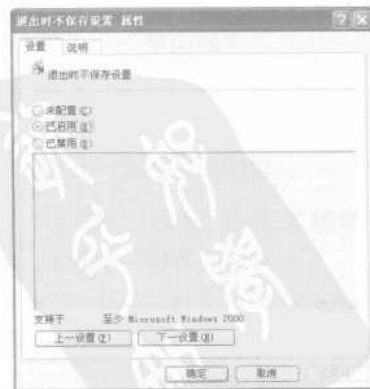 退出时不保存设置 属性
设置 说明
退出时不保存设置
未配置(C)
已启用(E)
已禁用(D)
支持于 至少 Microsoft Windows 2000
上一设置(P) 下一设置(N)
确定 取消